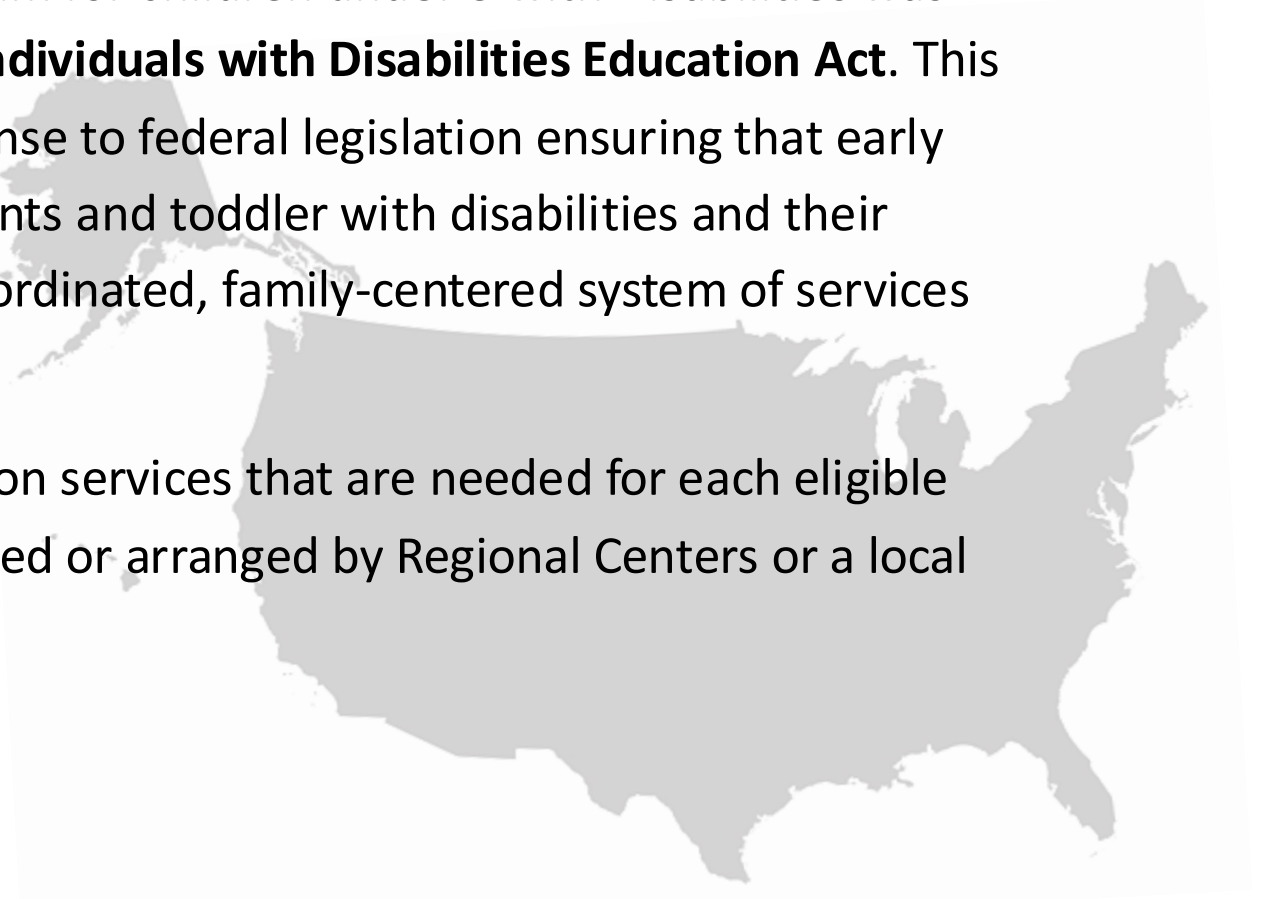 ndividuals with Disabilities Education Act. This
nse to federal legislation ensuring that early
nts and toddler with disabilities and their
ordinated, family-centered system of services
on services that are needed for each eligible
ed or arranged by Regional Centers or a local